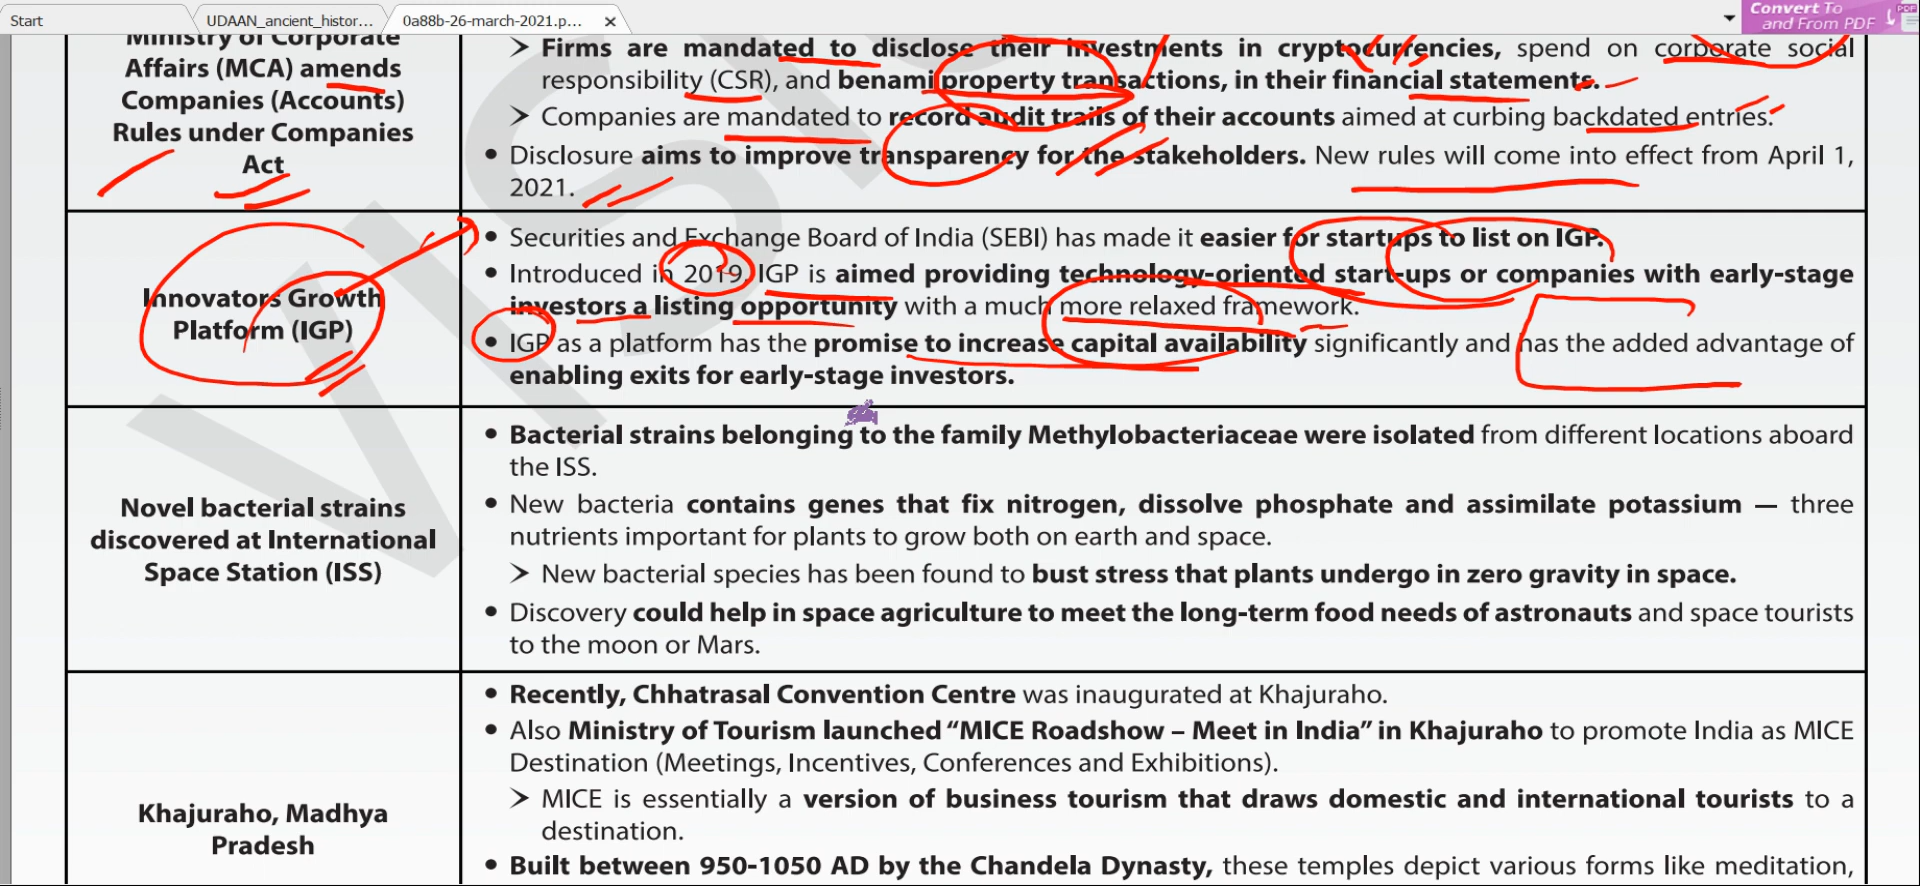 Start
UDAAN_ancient_histor...
0a88b-26-march-2021.p...
Convert To
and From PDF
PDF
Ministry of Corporate
Affairs (MCA) amends
Companies (Accounts)
Rules under Companies
Act
➤ Firms are mandated to disclose their investments in cryptocurrencies, spend on corporate social
responsibility (CSR), and benami property transactions, in their financial statements.
➤ Companies are mandated to record audit trails of their accounts aimed at curbing backdated entries.
• Disclosure aims to improve transparency for the stakeholders. New rules will come into effect from April 1,
2021.
Innovators Growth
Platform (IGP)
• Securities and Exchange Board of India (SEBI) has made it easier for startups to list on IGP.
• Introduced in 2019, IGP is aimed providing technology-oriented start-ups or companies with early-stage
investors a listing opportunity with a much more relaxed framework.
• IGP as a platform has the promise to increase capital availability significantly and has the added advantage of
enabling exits for early-stage investors.
Novel bacterial strains
discovered at International
Space Station (ISS)
• Bacterial strains belonging to the family Methylobacteriaceae were isolated from different locations aboard
the ISS.
• New bacteria contains genes that fix nitrogen, dissolve phosphate and assimilate potassium — three
nutrients important for plants to grow both on earth and space.
➤ New bacterial species has been found to bust stress that plants undergo in zero gravity in space.
• Discovery could help in space agriculture to meet the long-term food needs of astronauts and space tourists
to the moon or Mars.
Khajuraho, Madhya
Pradesh
• Recently, Chhatrasal Convention Centre was inaugurated at Khajuraho.
• Also Ministry of Tourism launched “MICE Roadshow – Meet in India” in Khajuraho to promote India as MICE
Destination (Meetings, Incentives, Conferences and Exhibitions).
➤ MICE is essentially a version of business tourism that draws domestic and international tourists to a
destination.
• Built between 950-1050 AD by the Chandela Dynasty, these temples depict various forms like meditation,